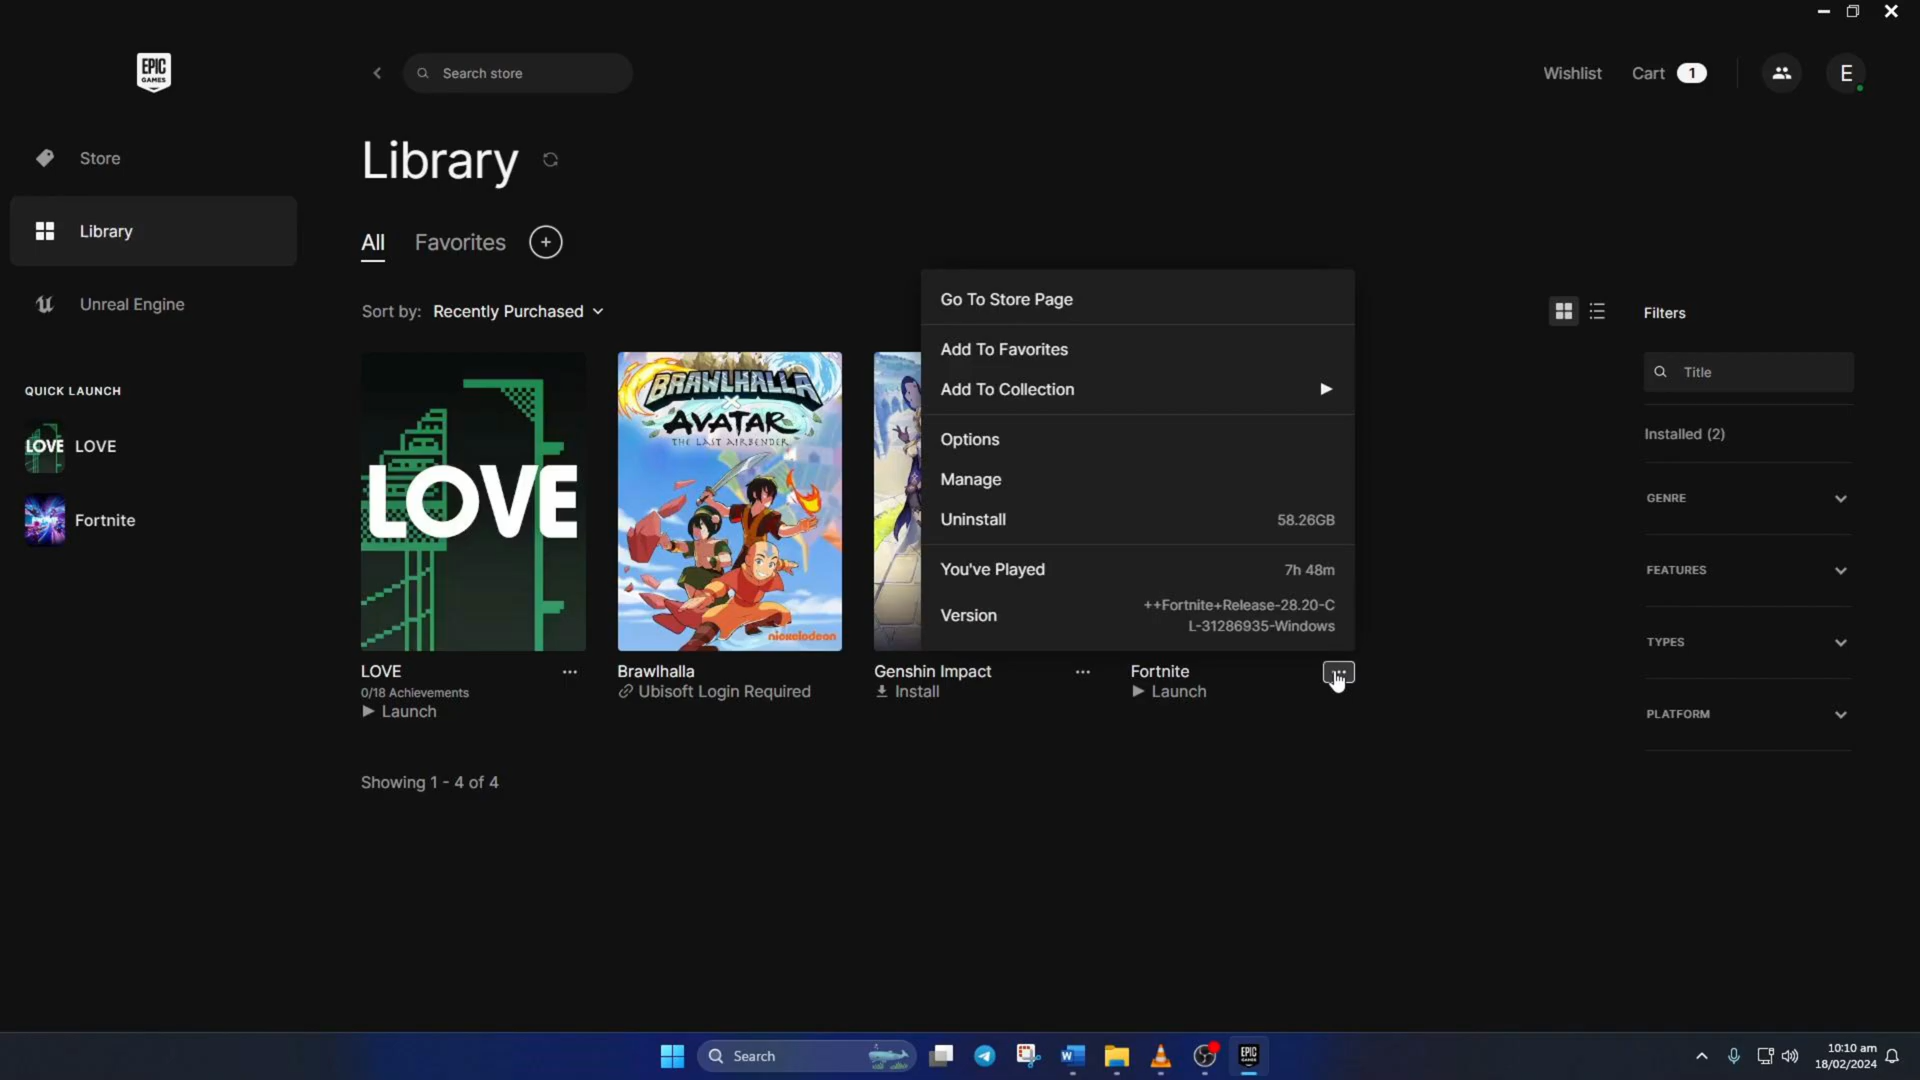 EPIC
GAMES
Search store
Wishlist
Cart 1
E
Store
Library
Unreal Engine
QUICK LAUNCH
LOVE LOVE
Fortnite
Library
All Favorites +
Sort by: Recently Purchased
LOVE
BRAWLHALLA
X
AVATAR
THE LAST AIRBENDER
nickelodeon
Go To Store Page
Add To Favorites
Add To Collection
Options
Manage
Uninstall 58.26GB
You've Played 7h 48m
Version ++Fortnite+Release-28.20-C
L-31286935-Windows
LOVE
0/18 Achievements
Launch
Brawlhalla
Ubisoft Login Required
Genshin Impact
Install
Fortnite
Launch
Showing 1 - 4 of 4
Filters
Title
Installed (2)
GENRE
FEATURES
TYPES
PLATFORM
Search
EPIC
GAMES
10:10 am
18/02/2024